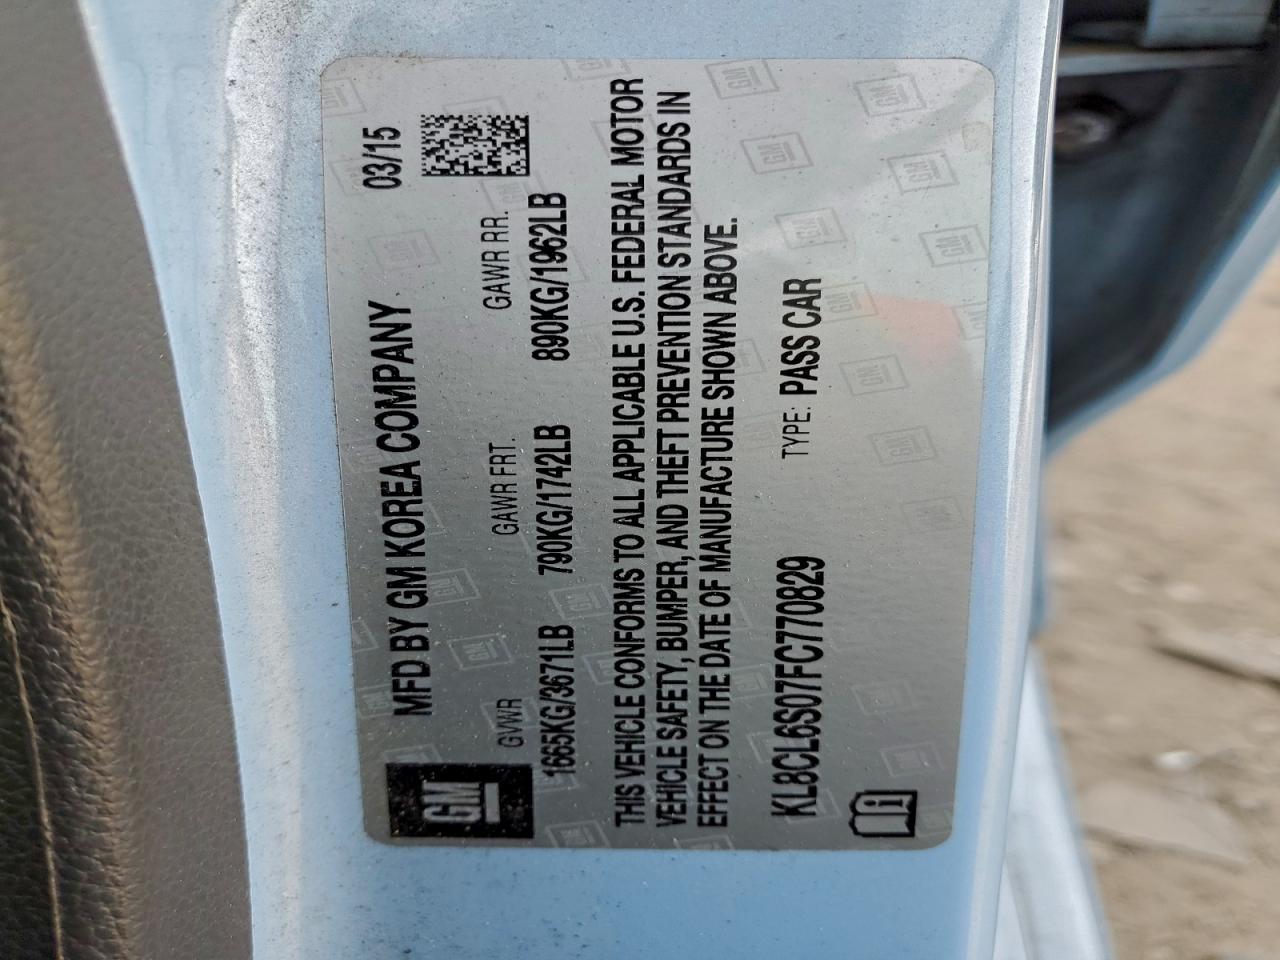 GM
MFD BY GM KOREA COMPANY 03/15
GVWR GAWR FRT. GAWR RR.
1665KG/3671LB 790KG/1742LB 890KG/1962LB
THIS VEHICLE CONFORMS TO ALL APPLICABLE U.S. FEDERAL MOTOR
VEHICLE SAFETY, BUMPER, AND THEFT PREVENTION STANDARDS IN
EFFECT ON THE DATE OF MANUFACTURE SHOWN ABOVE.
KL8CL6S07FC770829 TYPE: PASS CAR